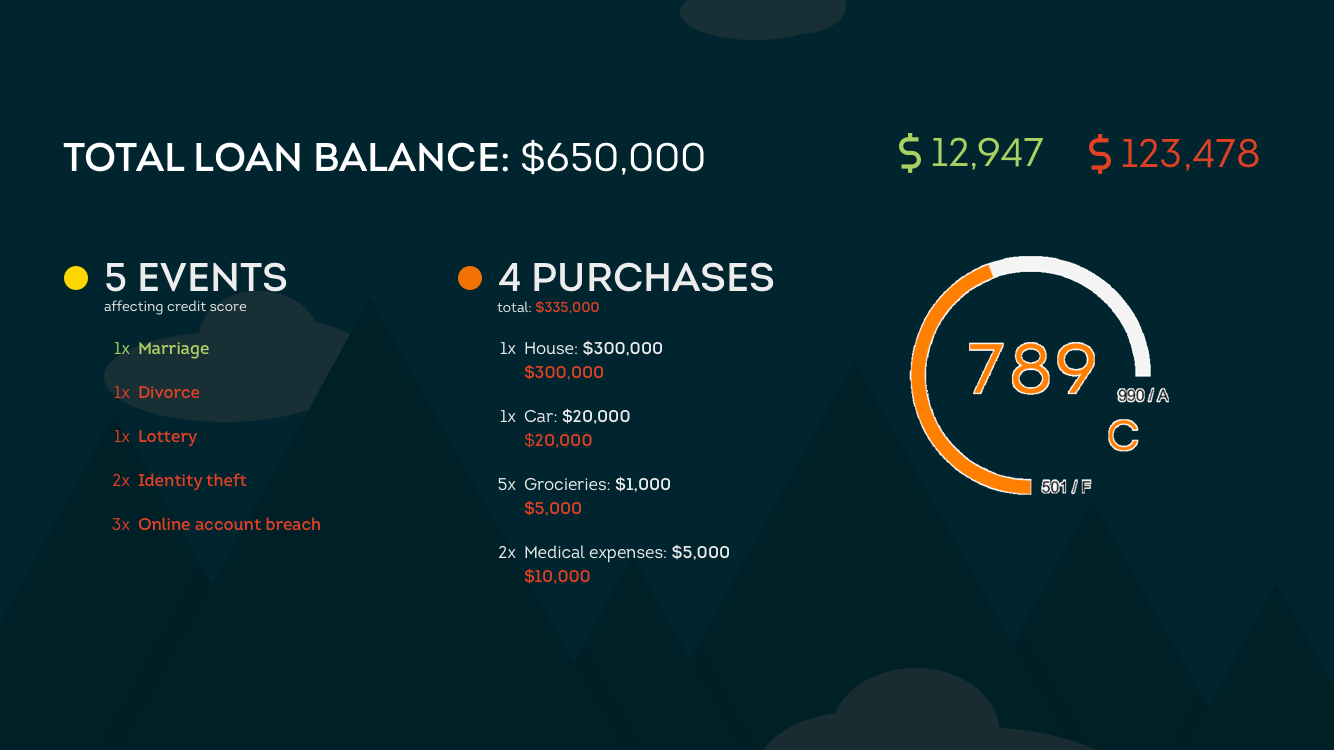 TOTAL LOAN BALANCE: $650,000
$ 12,947
$ 123,478
5 EVENTS
affecting credit score
1x Marriage
1x Divorce
1x Lottery
2x Identity theft
3x Online account breach
4 PURCHASES
total: $335,000
1x House: $300,000
$300,000
1x Car: $20,000
$20,000
5x Grocieries: $1,000
$5,000
2x Medical expenses: $5,000
$10,000
789
990 / A
C
501 / F